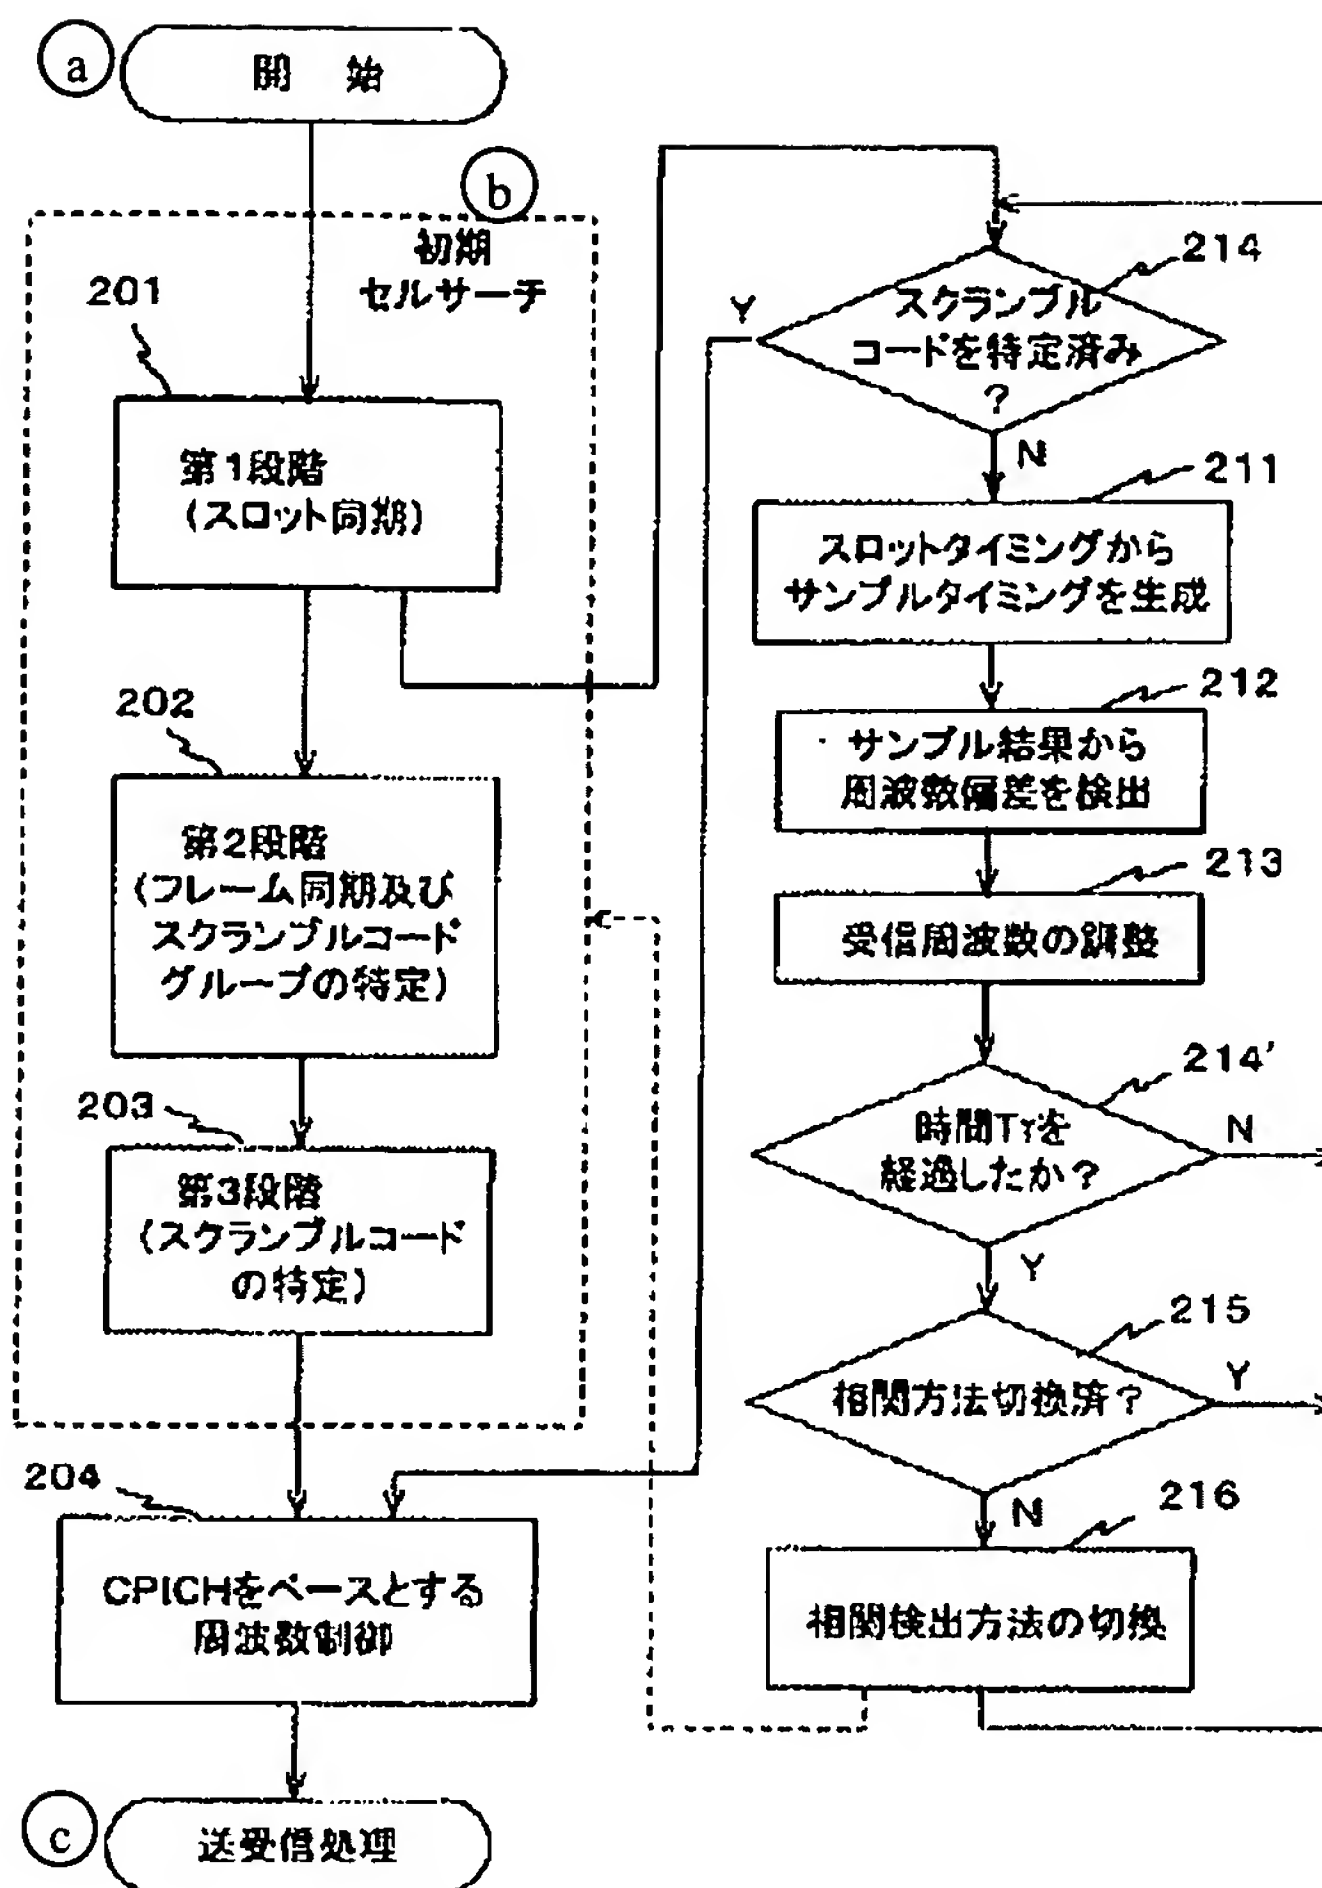 a
開 始
b
初期
セルサーチ
201
第1段階
(スロット同期)
202
第2段階
(フレーム同期及び
スクランブルコード
グループの特定)
203
第3段階
(スクランブルコード
の特定)
204
CPICHをベースとする
周波数制御
c
送受信処理
214
スクランブル
コードを特定済み
?
Y
N
211
スロットタイミングから
サンプルタイミングを生成
212
サンプル結果から
周波数偏差を検出
213
受信周波数の調整
214'
時間Tγを
経過したか?
N
Y
215
相関方法切換済?
Y
N
216
相関検出方法の切換